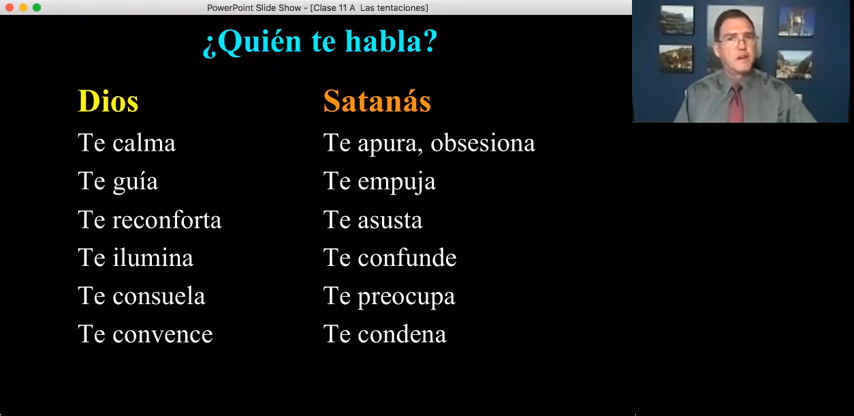 PowerPoint Slide Show - [Clase 11 A Las tentaciones]
¿Quién te habla?
Dios Satanás
Te calma Te apura, obsesiona
Te guía Te empuja
Te reconforta Te asusta
Te ilumina Te confunde
Te consuela Te preocupa
Te convence Te condena